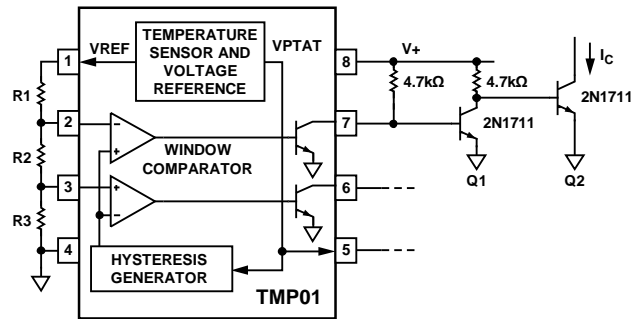 TEMPERATURE
SENSOR AND
VOLTAGE
REFERENCE
VREF
VPTAT
1
8
V+
I_C
R1
4.7kΩ
4.7kΩ
2N1711
2
7
2N1711
R2
WINDOW
COMPARATOR
3
6
Q1
Q2
R3
4
5
HYSTERESIS
GENERATOR
TMP01